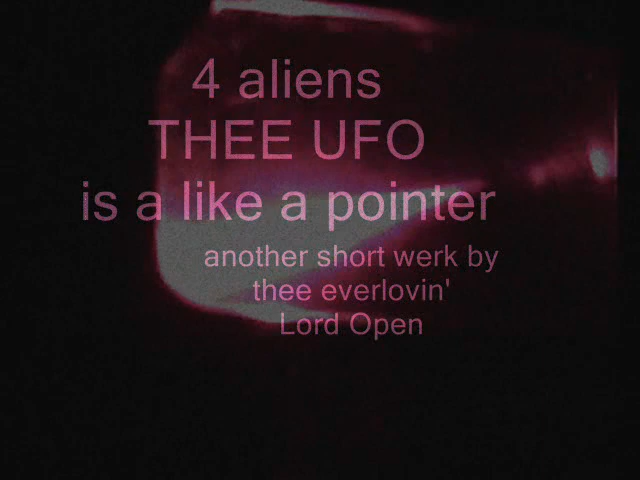 4 aliens
THEE UFO
is a like a pointer
another short werk by
thee everlovin'
Lord Open